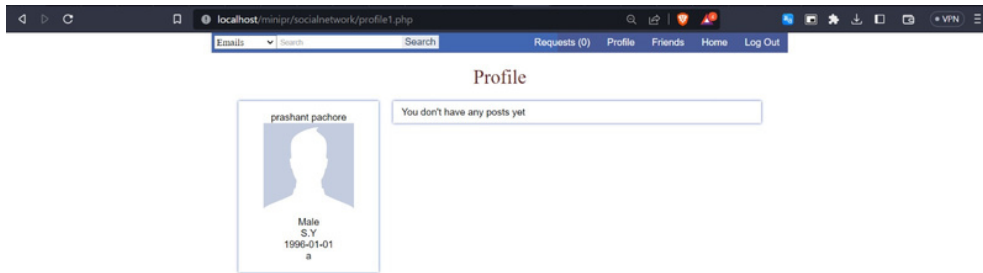 localhost/minipr/socialnetwork/profile1.php
VPN
Emails Search Search Requests (0) Profile Friends Home Log Out
Profile
prashant pachore
You don't have any posts yet
Male
S.Y
1996-01-01
a